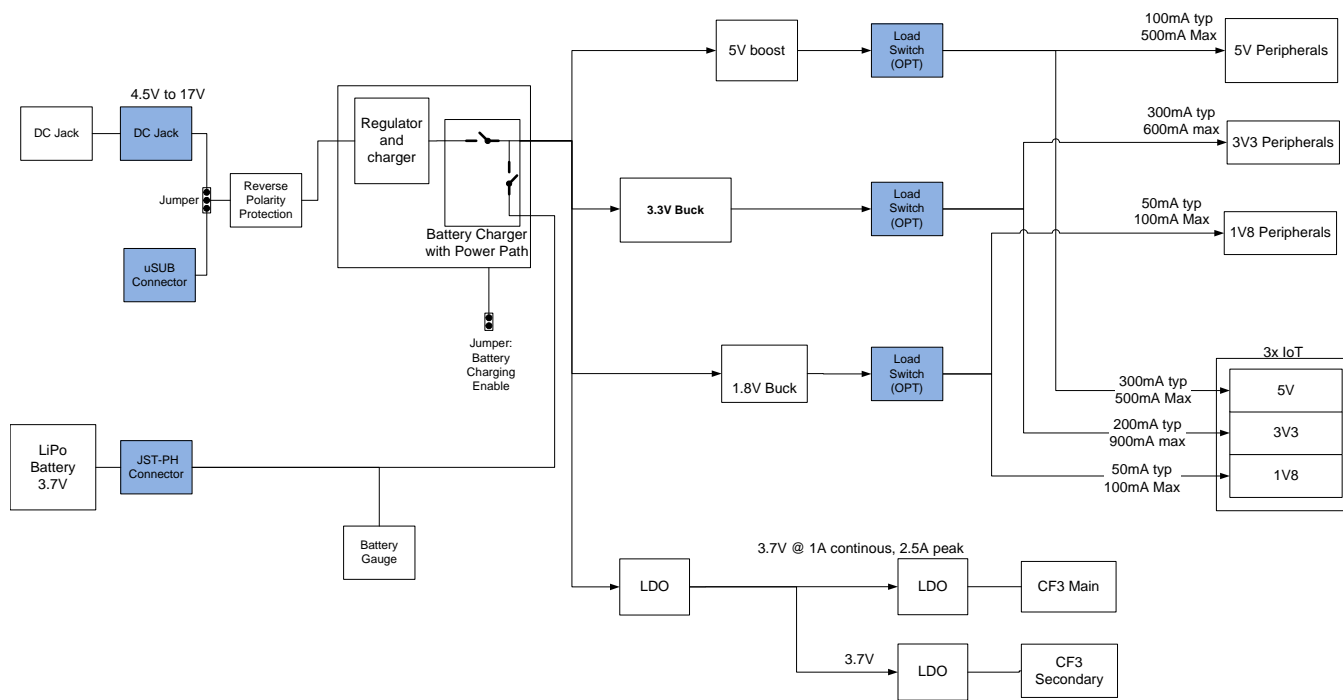 DC Jack
4.5V to 17V
DC Jack
Jumper
uSUB
Connector
Reverse
Polarity
Protection
Regulator
and
charger
Battery Charger
with Power Path
Jumper:
Battery
Charging
Enable
LiPo
Battery
3.7V
JST-PH
Connector
Battery
Gauge
5V boost
Load
Switch
(OPT)
100mA typ
500mA Max
5V Peripherals
3.3V Buck
Load
Switch
(OPT)
300mA typ
600mA max
3V3 Peripherals
50mA typ
100mA Max
1V8 Peripherals
1.8V Buck
Load
Switch
(OPT)
3x IoT
300mA typ
500mA Max
5V
200mA typ
900mA max
3V3
50mA typ
100mA Max
1V8
LDO
3.7V @ 1A continous, 2.5A peak
LDO
CF3 Main
3.7V
LDO
CF3
Secondary